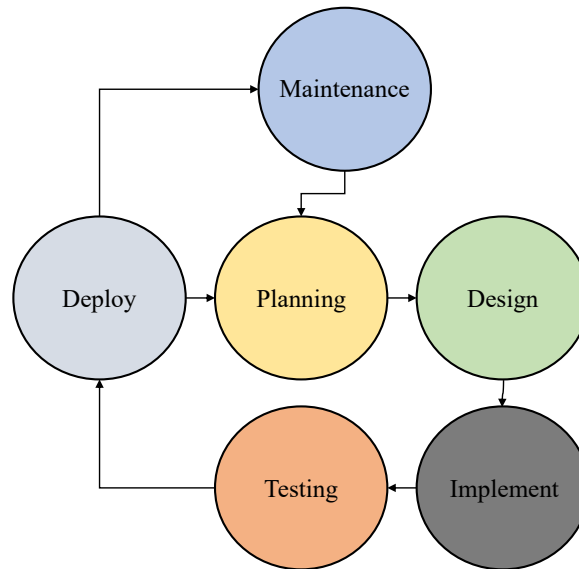 Maintenance
Deploy
Planning
Design
Testing
Implement